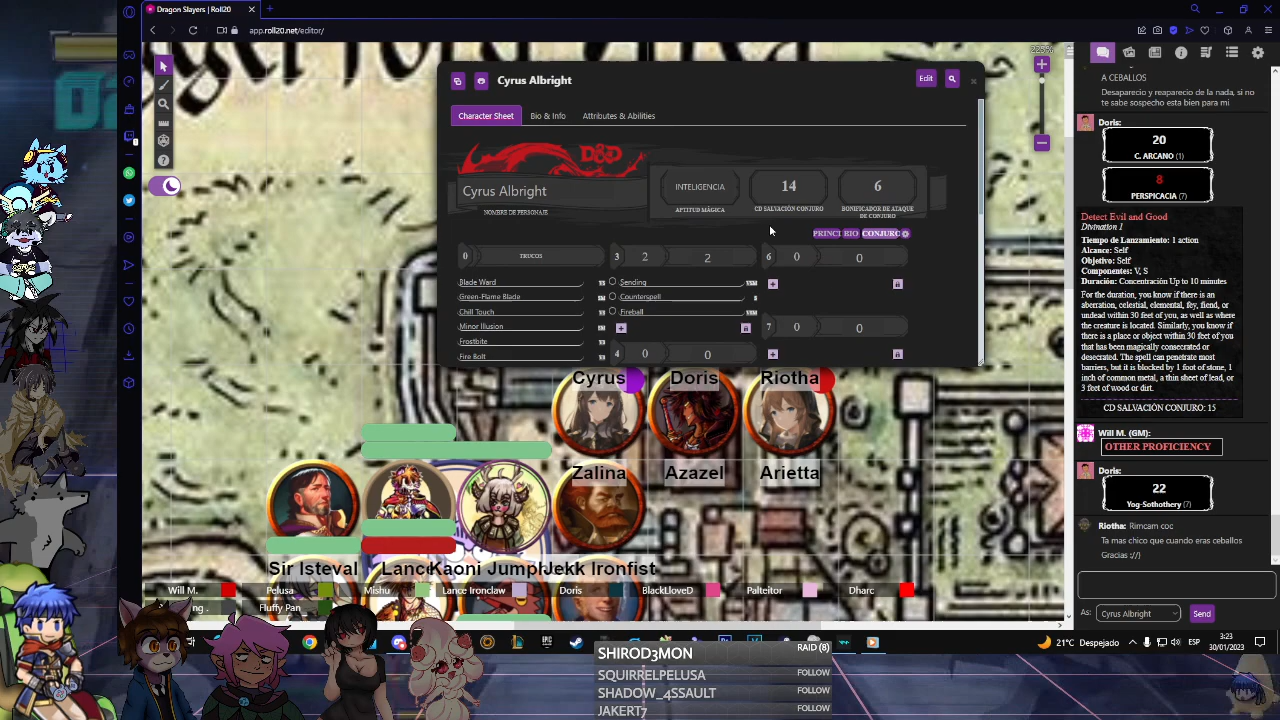 Dragon Slayers | Roll20
app.roll20.net/editor/
225%
Cyrus Albright
Edit
Character Sheet
Bio & Info
Attributes & Abilities
D&D
Cyrus Albright
NOMBRE DE PERSONAJE
INTELIGENCIA
APTITUD MÁGICA
14
CD SALVACIÓN CONJURO
6
BONIFICADOR DE ATAQUE
DE CONJURO
PRINCI
BIO
CONJURO
0
TRUCOS
3
2
2
6
0
0
Blade Ward
Green-Flame Blade
Chill Touch
Minor Illusion
Frostbite
Fire Bolt
Sending
Counterspell
Fireball
4
0
0
7
0
0
Cyrus
Doris
Riotha
Zalina
Azazel
Arietta
Sir Isteval
Jekk Ironfist
Will M.
Pelusa
Mishu
Lance Ironclaw
Doris
BlackLloveD
Palteitor
Dharc
Fluffy Pan
A CEBALLOS
Desaparezco y reaparezco de la nada, si no
te sabe sospecho esta bien para mi
Doris:
20
C. ARCANO (1)
8
PERSPICACIA (7)
Detect Evil and Good
Divination 1
Tiempo de Lanzamiento: 1 action
Alcance: Self
Objetivo: Self
Componentes: V, S
Duración: Concentración Up to 10 minutes
For the duration, you know if there is an
aberration, celestial, elemental, fey, fiend, or
undead within 30 feet of you, as well as where
the creature is located. Similarly, you know if
there is a place or object within 30 feet of you
that has been magically consecrated or
desecrated. The spell can penetrate most
barriers, but it is blocked by 1 foot of stone, 1
inch of common metal, a thin sheet of lead, or
3 feet of wood or dirt.
CD SALVACIÓN CONJURO: 15
Will M. (GM):
OTHER PROFICIENCY
Doris:
22
Yog-Sothothery (7)
Riotha: Rimcam coc
Ta mas chico que cuando eras ceballos
Gracias ://)
As:
Cyrus Albright
Send
ESP
21°C Despejado
3:23
30/01/2023
SHIROD3MON
RAID (8)
SQUIRRELPELUSA
FOLLOW
SHADOW_4SSAULT
FOLLOW
JAKERT7
FOLLOW